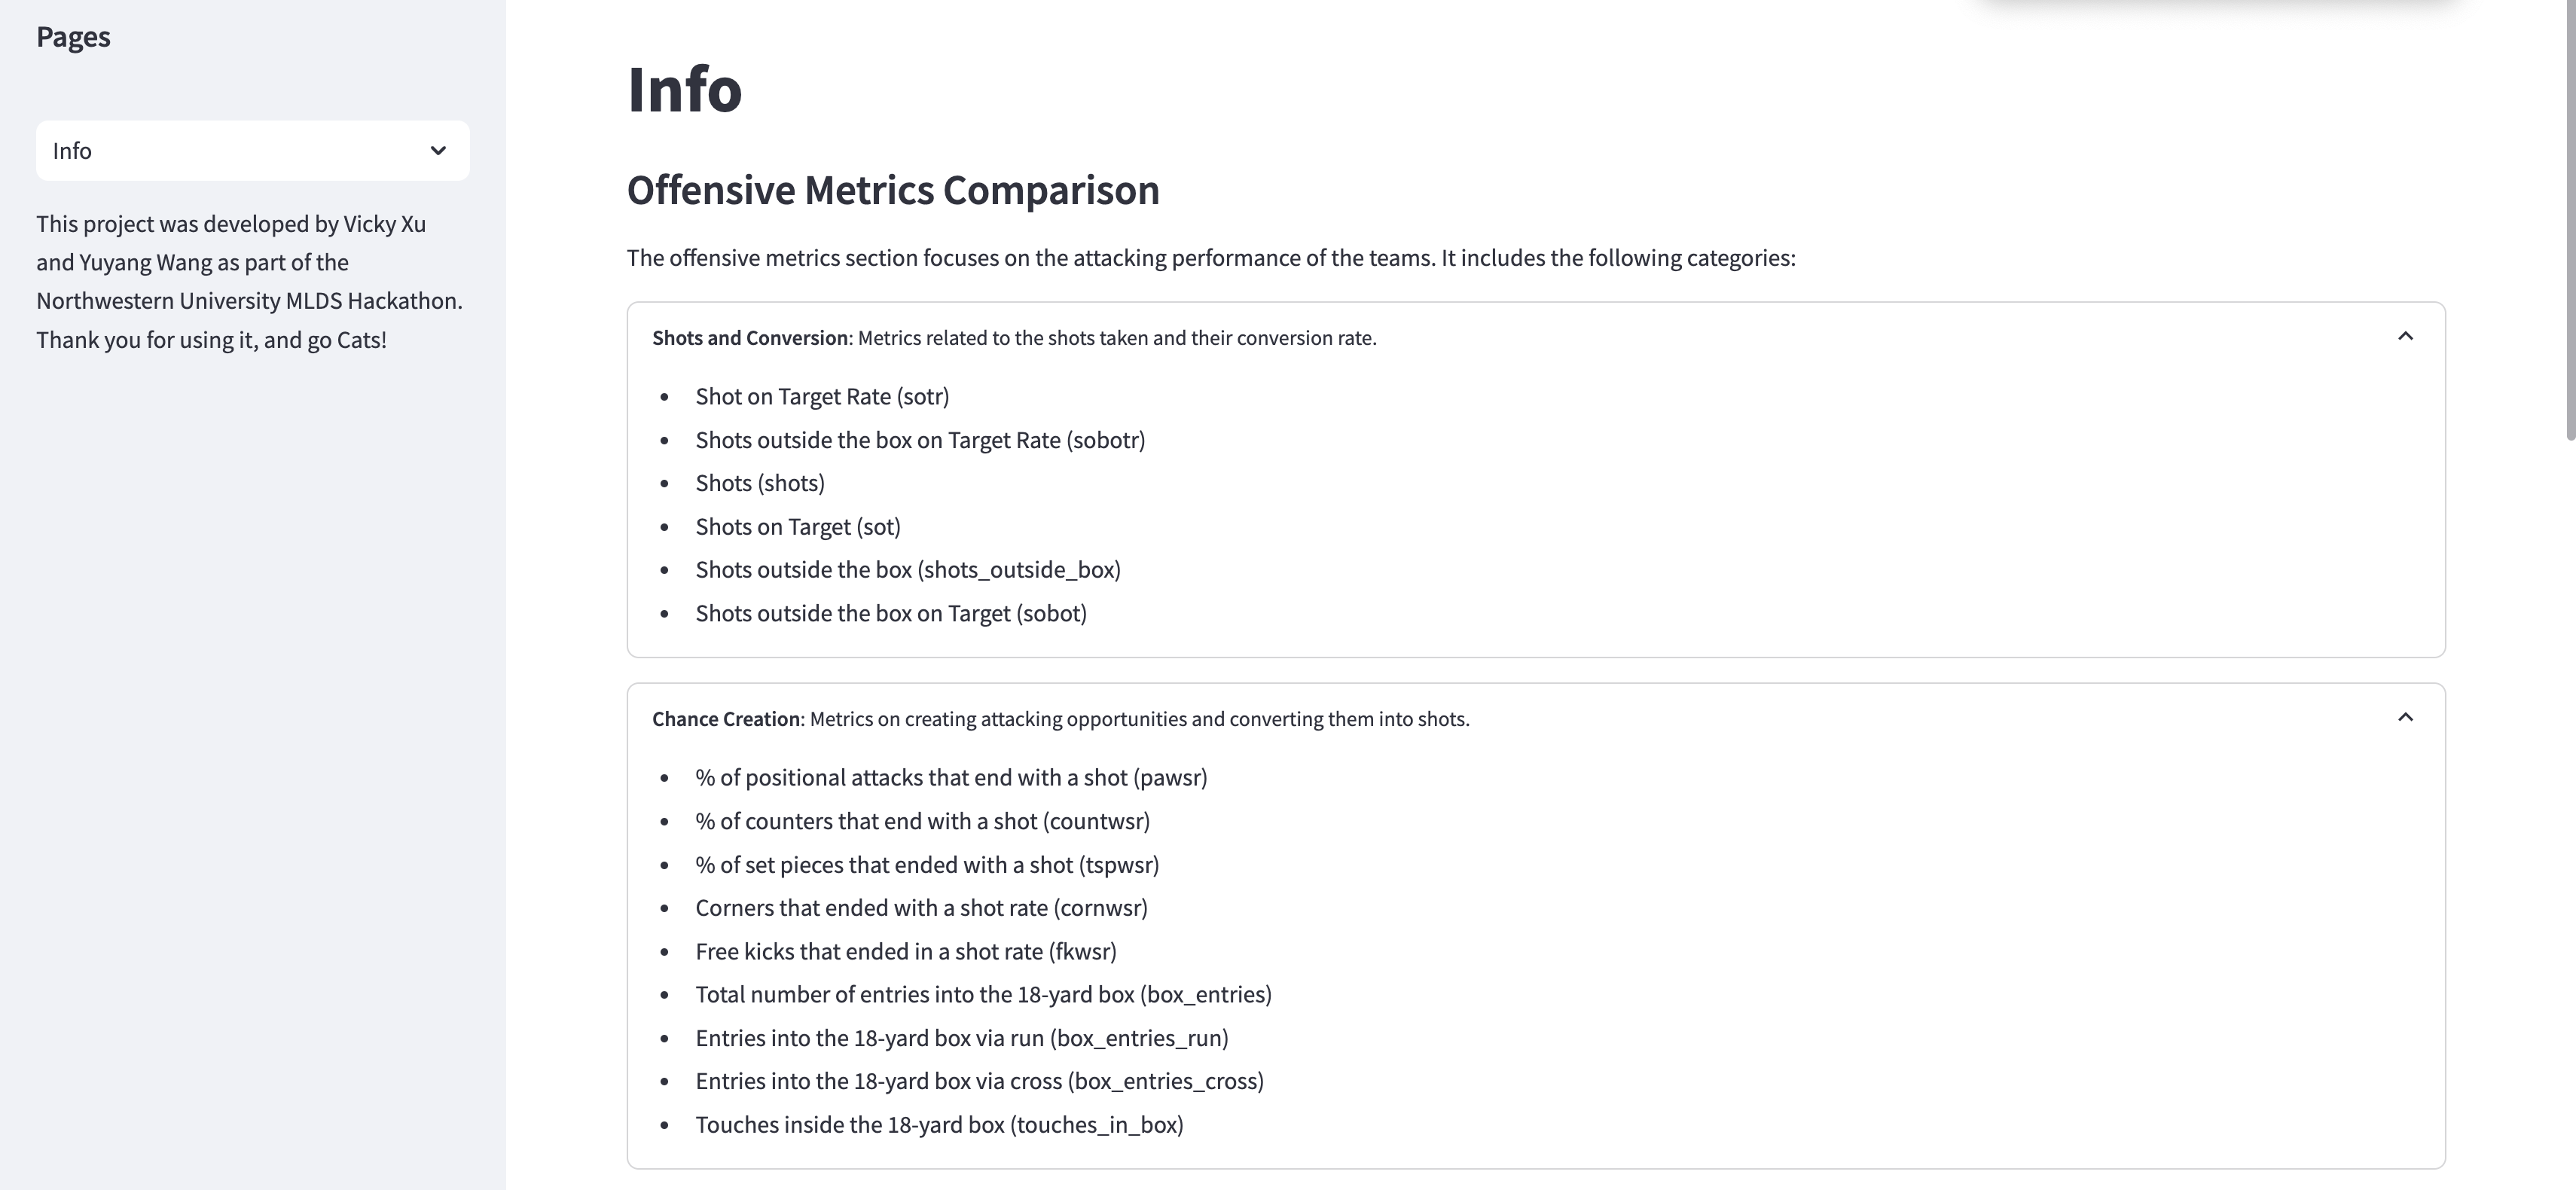 Pages
Info
This project was developed by Vicky Xu
and Yuyang Wang as part of the
Northwestern University MLDS Hackathon.
Thank you for using it, and go Cats!
Info
Offensive Metrics Comparison
The offensive metrics section focuses on the attacking performance of the teams. It includes the following categories:
Shots and Conversion: Metrics related to the shots taken and their conversion rate.
• Shot on Target Rate (sotr)
• Shots outside the box on Target Rate (sobotr)
• Shots (shots)
• Shots on Target (sot)
• Shots outside the box (shots_outside_box)
• Shots outside the box on Target (sobot)
Chance Creation: Metrics on creating attacking opportunities and converting them into shots.
• % of positional attacks that end with a shot (pawsr)
• % of counters that end with a shot (countwsr)
• % of set pieces that ended with a shot (tspwsr)
• Corners that ended with a shot rate (cornwsr)
• Free kicks that ended in a shot rate (fkwsr)
• Total number of entries into the 18-yard box (box_entries)
• Entries into the 18-yard box via run (box_entries_run)
• Entries into the 18-yard box via cross (box_entries_cross)
• Touches inside the 18-yard box (touches_in_box)